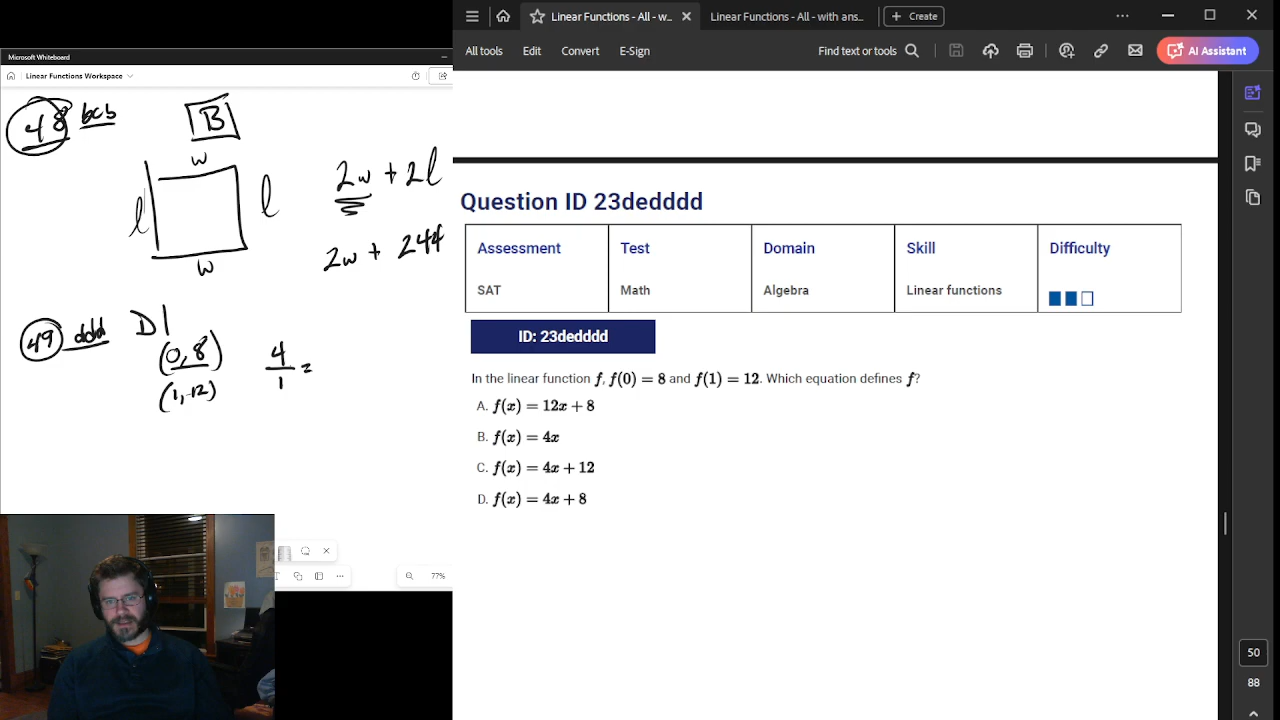 Linear Functions - All - w...
Linear Functions - All - with ans...
Create
All tools
Edit
Convert
E-Sign
Find text or tools
AI Assistant
Microsoft Whiteboard
Linear Functions Workspace
48 bcb
B
w
l
l
w
2w + 2l
2w + 244
49 ddd
(0, 8)
(1, 12)
4
1
=
77%
Question ID 23dedddd
Assessment
Test
Domain
Skill
Difficulty
SAT
Math
Algebra
Linear functions
ID: 23dedddd
In the linear function f, f(0) = 8 and f(1) = 12. Which equation defines f?
A. f(x) = 12x + 8
B. f(x) = 4x
C. f(x) = 4x + 12
D. f(x) = 4x + 8
50
88